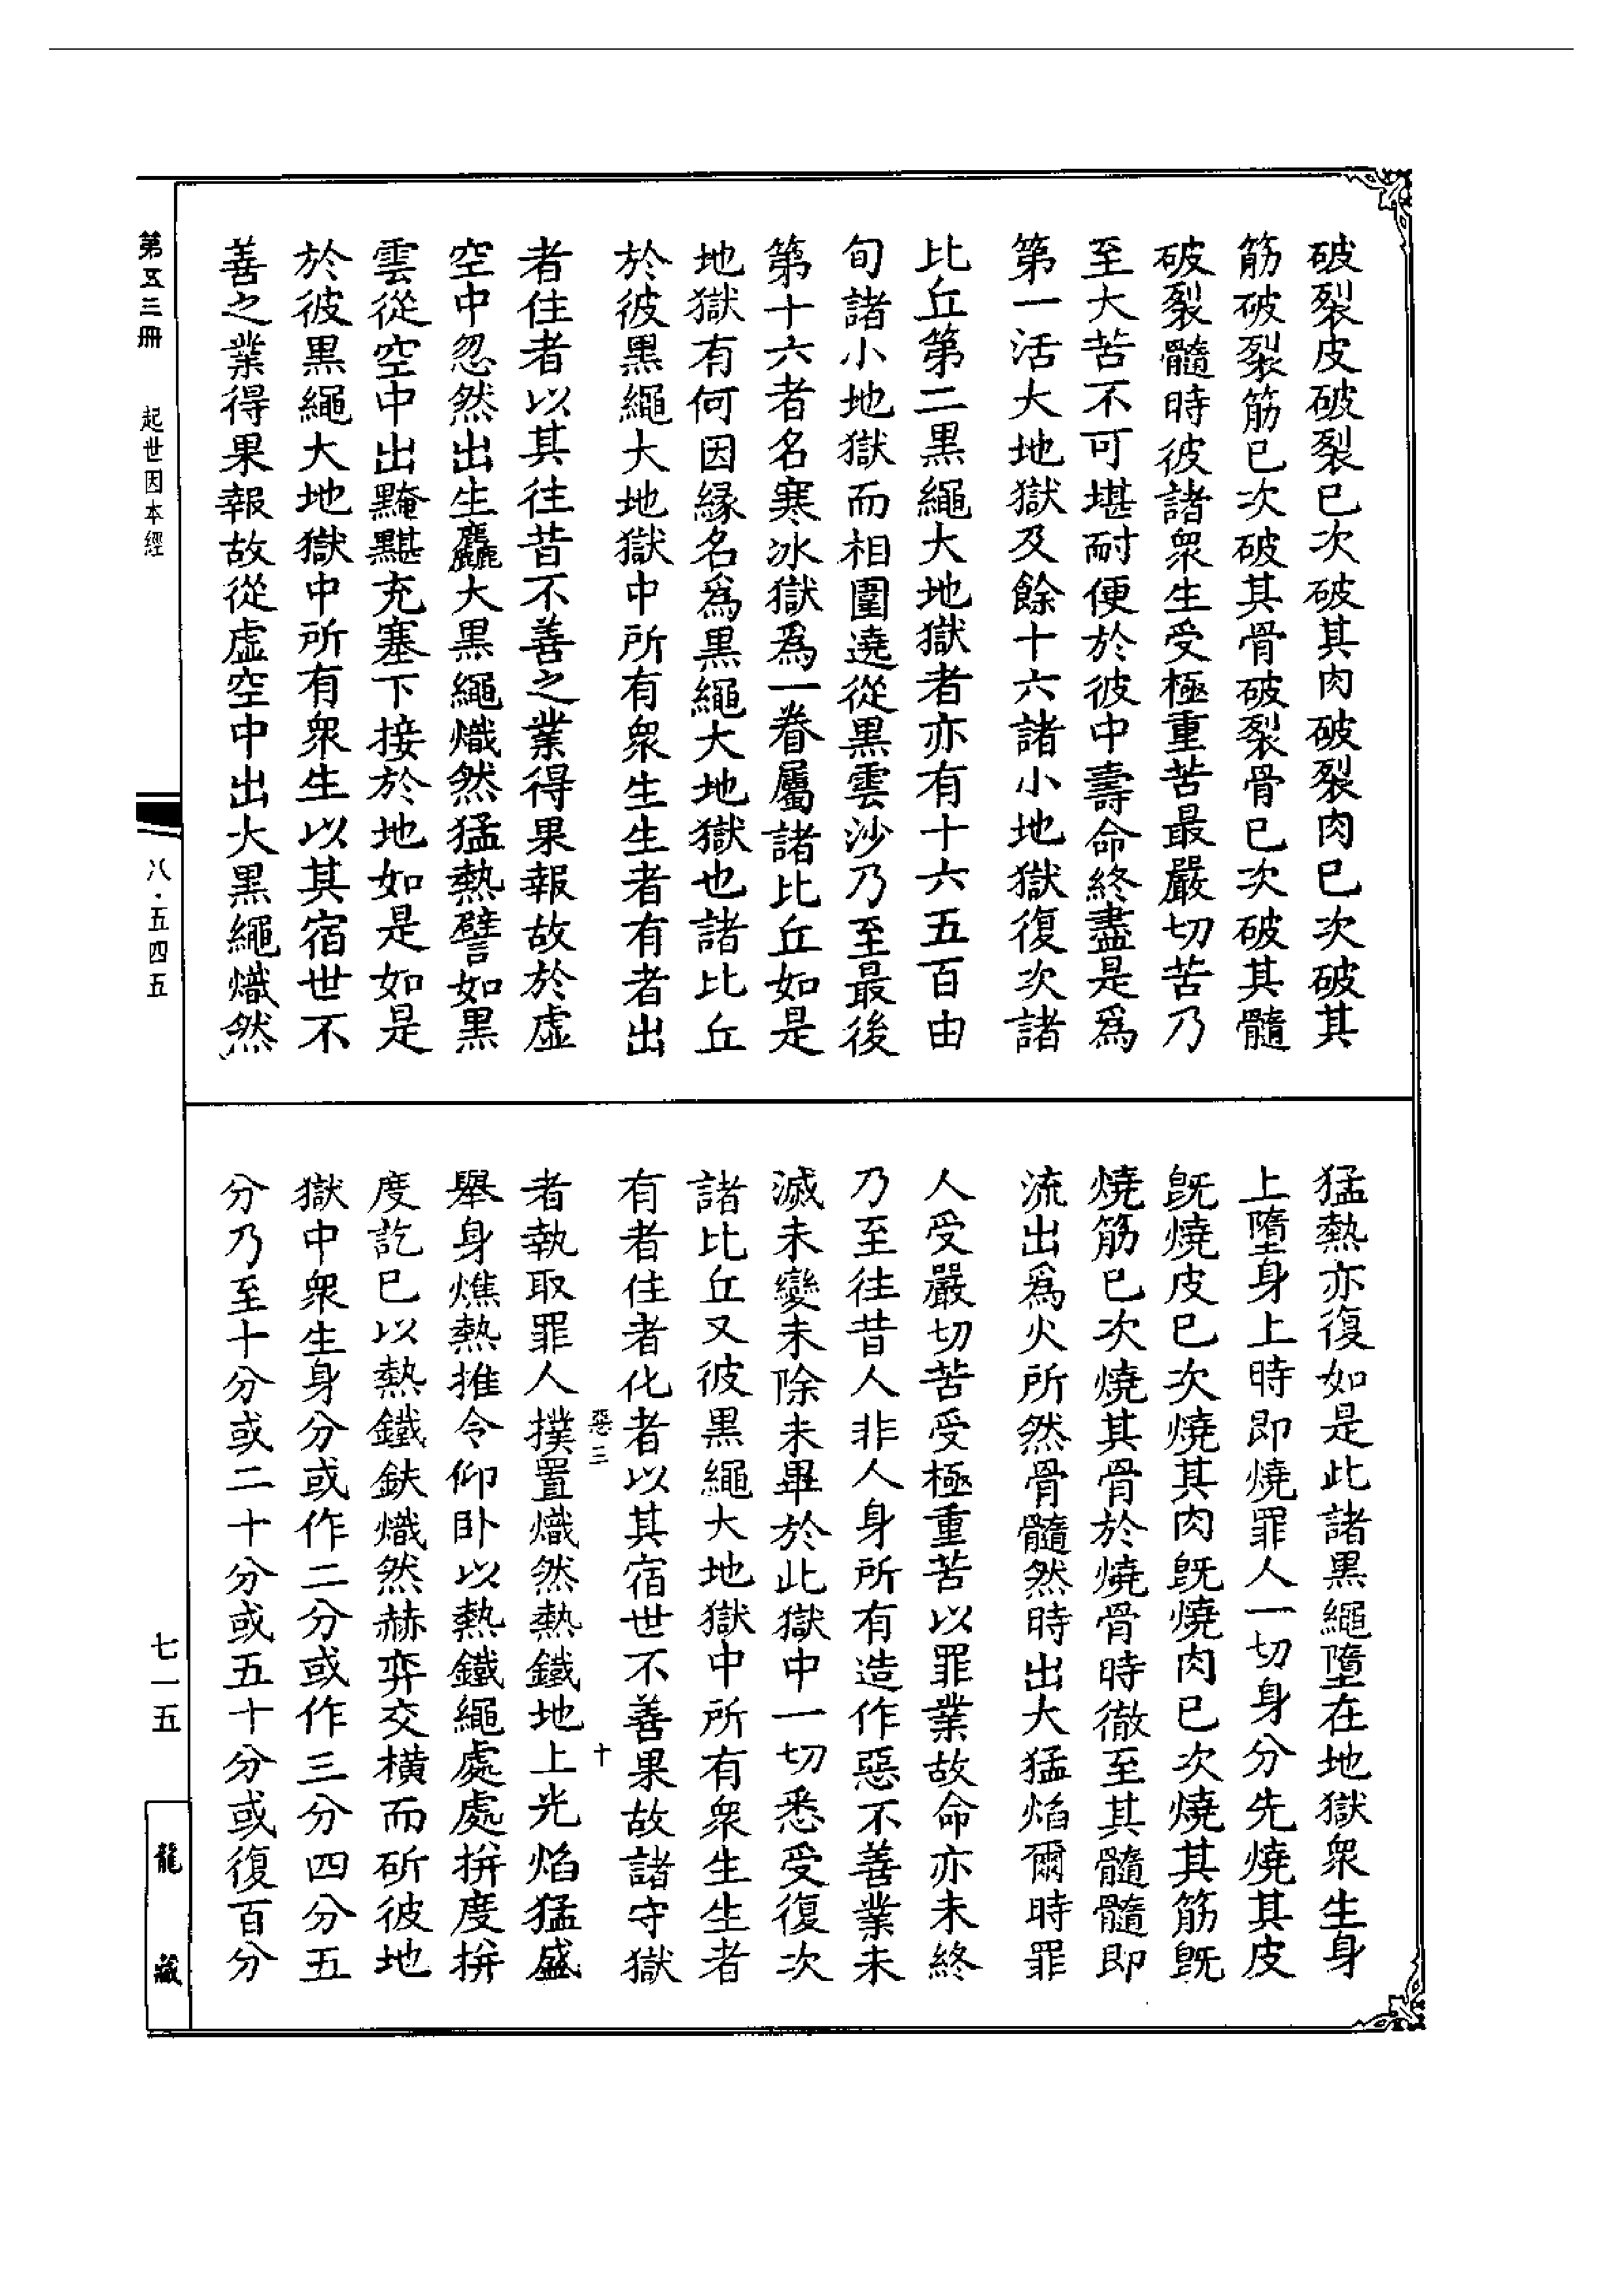 破裂皮破裂已次破其肉破裂肉已次破其
筋破裂筋已次破其骨破裂骨已次破其髓
破裂髓時彼諸衆生受極重苦最嚴切苦乃
至大苦不可堪耐便於彼中壽命終盡是爲
第一活大地獄及餘十六諸小地獄復次諸
比丘第二黑繩大地獄者亦有十六五百由
旬諸小地獄而相圍遶從黑雲沙乃至最後
第十六者名寒冰獄爲一眷屬諸比丘如是
地獄有何因緣名爲黑繩大地獄也諸比丘
於彼黑繩大地獄中所有衆生生者有者出
者住者以其往昔不善之業得果報故於虛
空中忽然出生麤大黑繩熾然猛熱譬如黑
雲從空中出黤黮充塞下接於地如是如是
於彼黑繩大地獄中所有衆生以其宿世不
善之業得果報故從虛空中出大黑繩熾然
猛熱亦復如是此諸黑繩墮在地獄衆生身
上墮身上時即燒罪人一切身分先燒其皮
旣燒皮已次燒其肉旣燒肉已次燒其筋旣
燒筋已次燒其骨於燒骨時徹至其髓髓即
流出爲火所然骨髓然時出大猛焰爾時罪
人受嚴切苦受極重苦以罪業故命亦未終
乃至往昔人非人身所有造作惡不善業未
滅未變未除未畢於此獄中一切悉受復次
諸比丘又彼黑繩大地獄中所有衆生生者
有者住者化者以其宿世不善果故諸守獄
惡三 十
者執取罪人撲置熾然熱鐵地上光焰猛盛
舉身燋熱推令仰卧以熱鐵繩處處拼度拼
度訖已以熱鐵鈇熾然赫弈交橫而斫彼地
獄中衆生身分或作二分或作三分四分五
分乃至十分或二十分或五十分或復百分
第五三冊 起世因本經
八·五四五
七一五
龍藏